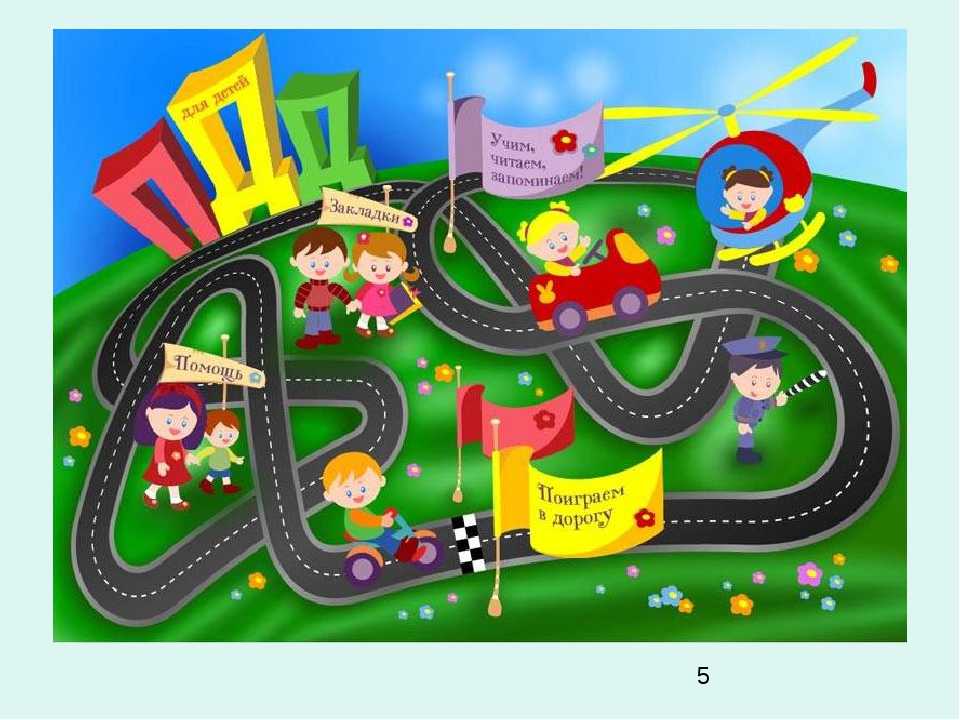 для детей
ПДД
Учим,
читаем,
запоминаем!
Закладки
Помощь
Поиграем
в дорогу
5